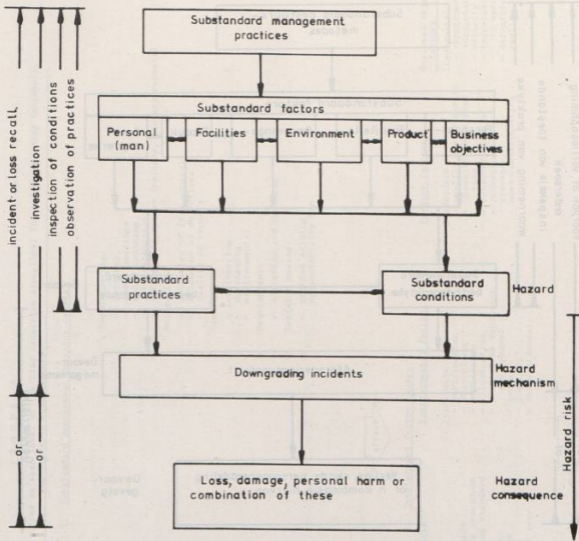 Substandard management
practices
Substandard factors
Personal
(man)
Facilities
Environment
Product
Business
objectives
Substandard
practices
Substandard
conditions
Hazard
Downgrading incidents
Hazard
mechanism
Loss, damage, personal harm or
combination of these
Hazard
consequence
Hazard risk
incident or loss recall
investigation
inspection of conditions
observation of practices
or
or